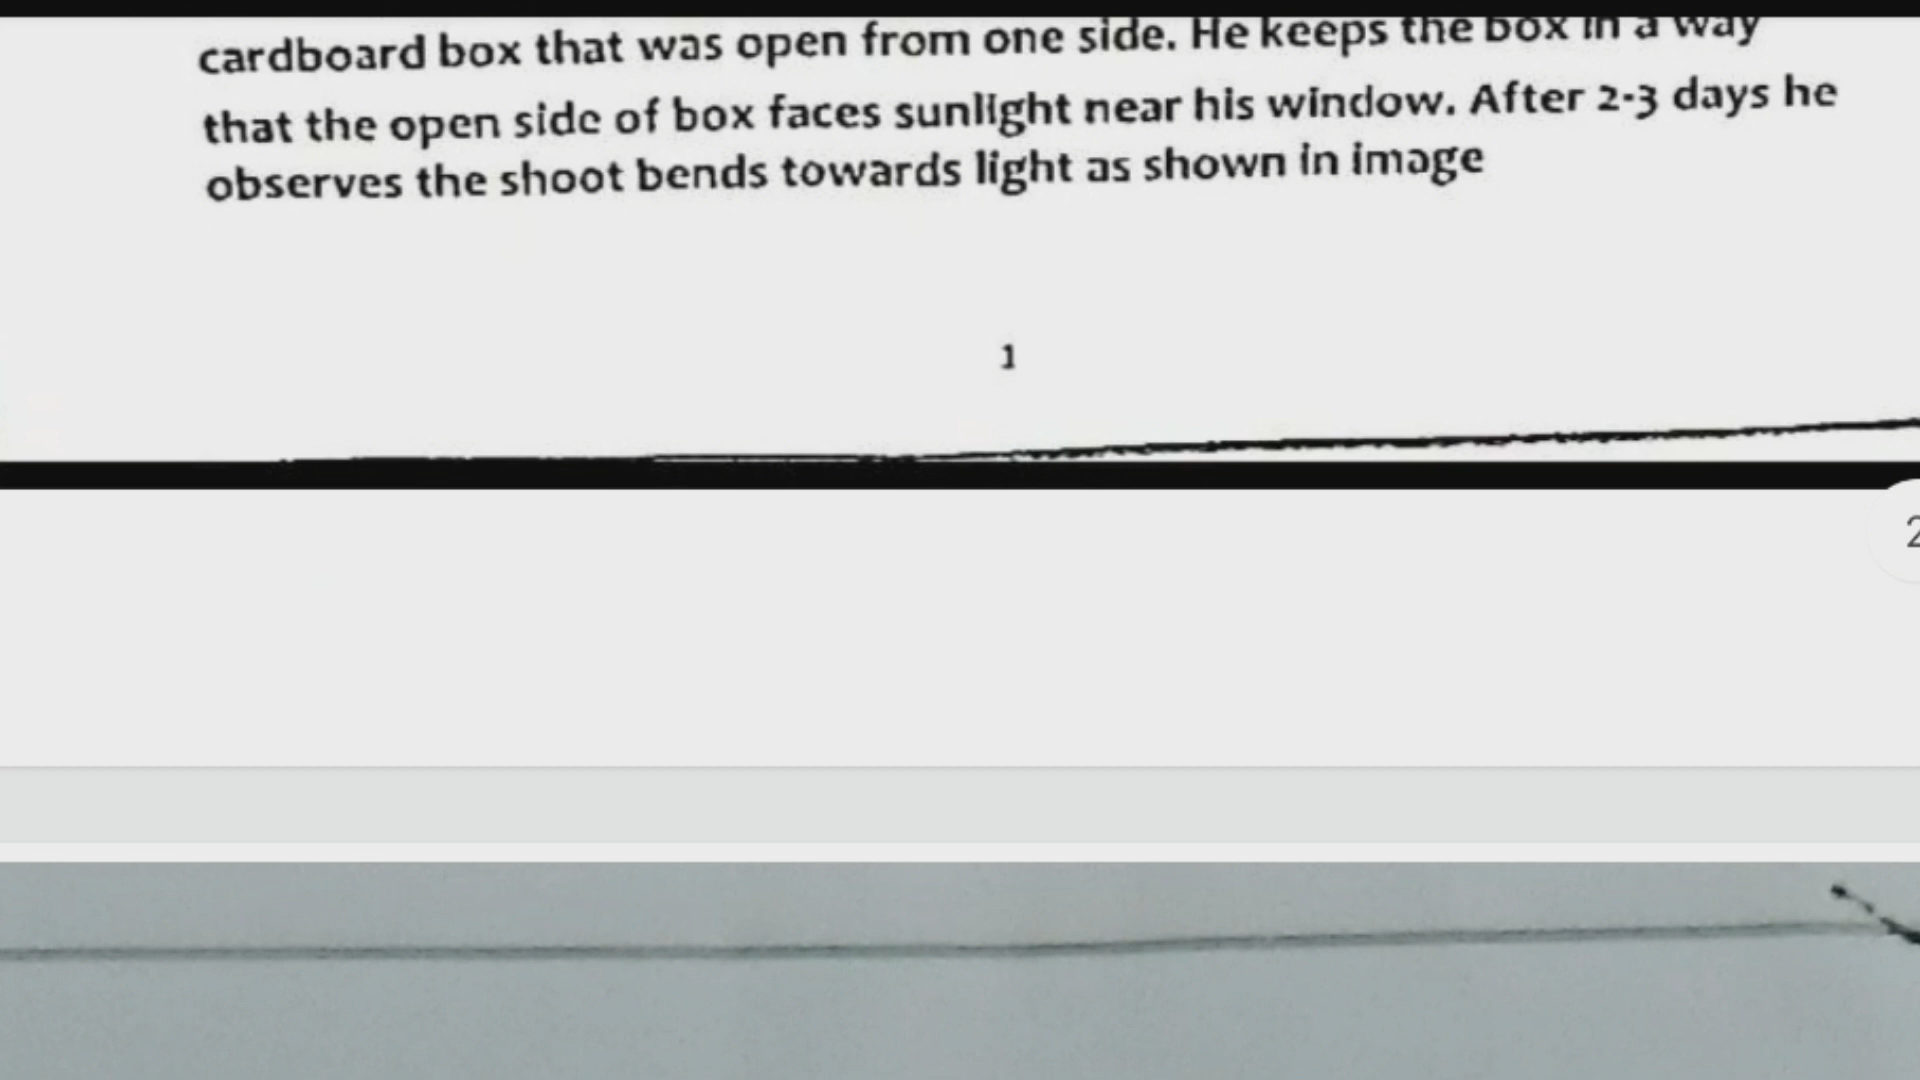 cardboard box that was open from one side. He keeps the box in a way
that the open side of box faces sunlight near his window. After 2-3 days he
observes the shoot bends towards light as shown in image
1
2